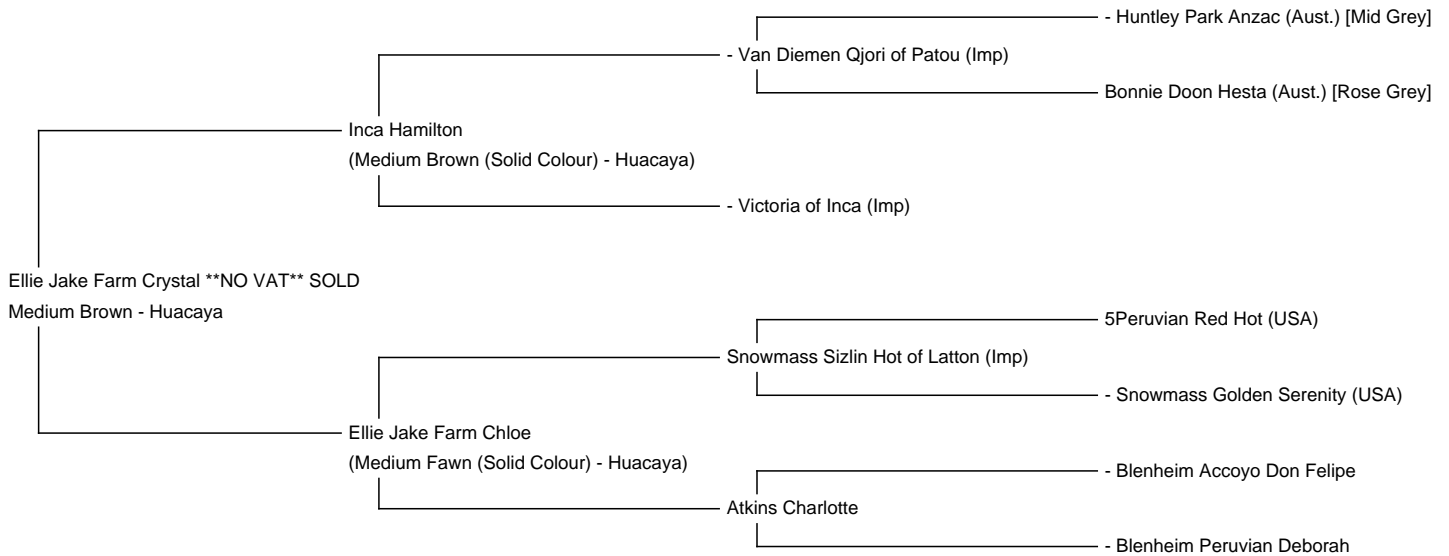 - Huntley Park Anzac (Aust.) [Mid Grey]
- Van Diemen Qjori of Patou (Imp)
Bonnie Doon Hesta (Aust.) [Rose Grey]
Inca Hamilton
(Medium Brown (Solid Colour) - Huacaya)
- Victoria of Inca (Imp)
Ellie Jake Farm Crystal **NO VAT** SOLD
Medium Brown - Huacaya
5Peruvian Red Hot (USA)
Snowmass Sizlin Hot of Latton (Imp)
- Snowmass Golden Serenity (USA)
Ellie Jake Farm Chloe
(Medium Fawn (Solid Colour) - Huacaya)
- Blenheim Accoyo Don Felipe
Atkins Charlotte
- Blenheim Peruvian Deborah